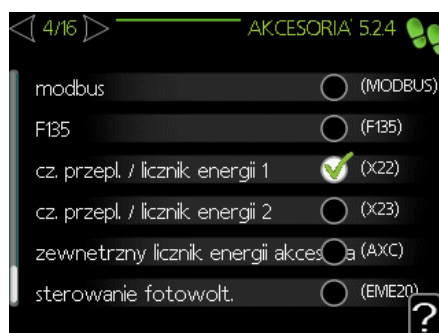 4/16 AKCESORIA 5.2.4
modbus (MODBUS)
F135 (F135)
cz. przepl. / licznik energii 1 (X22)
cz. przepl. / licznik energii 2 (X23)
zewnetrzny licznik energii (AXC)
sterowanie fotowolt. (EME20)
?